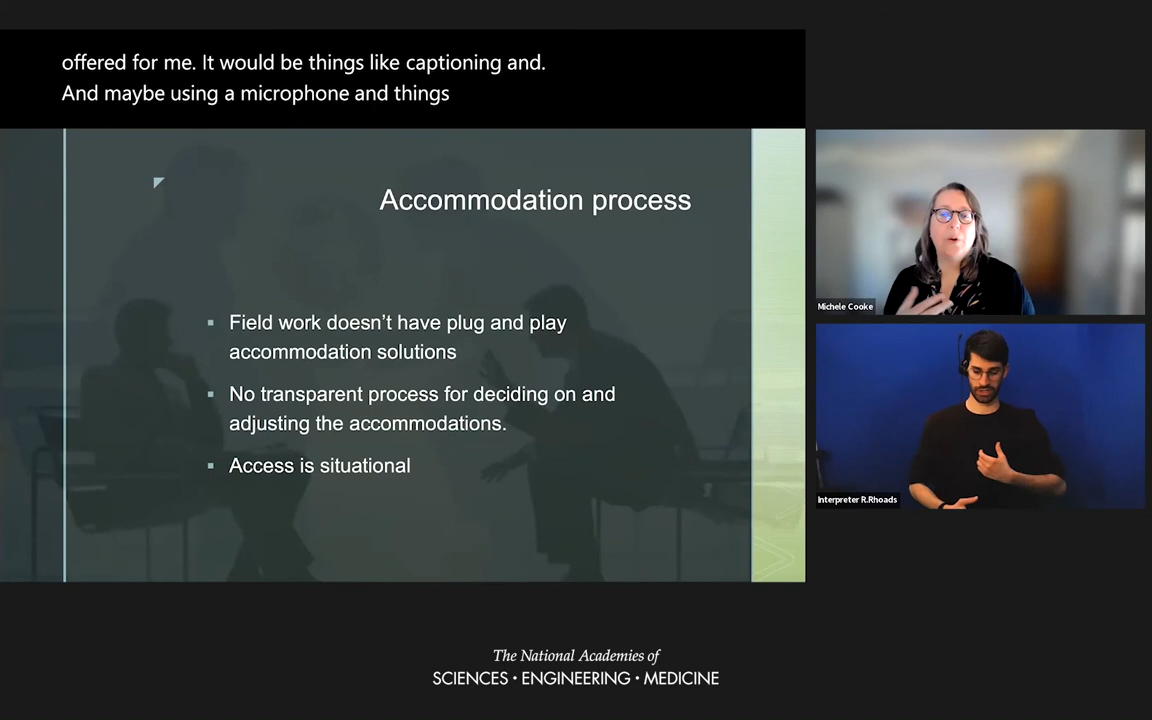 offered for me. It would be things like captioning and.
And maybe using a microphone and things
Accommodation process
▪ Field work doesn’t have plug and play
accommodation solutions
▪ No transparent process for deciding on and
adjusting the accommodations.
▪ Access is situational
Michele Cooke
Interpreter R.Rhoads
The National Academies of
SCIENCES • ENGINEERING • MEDICINE